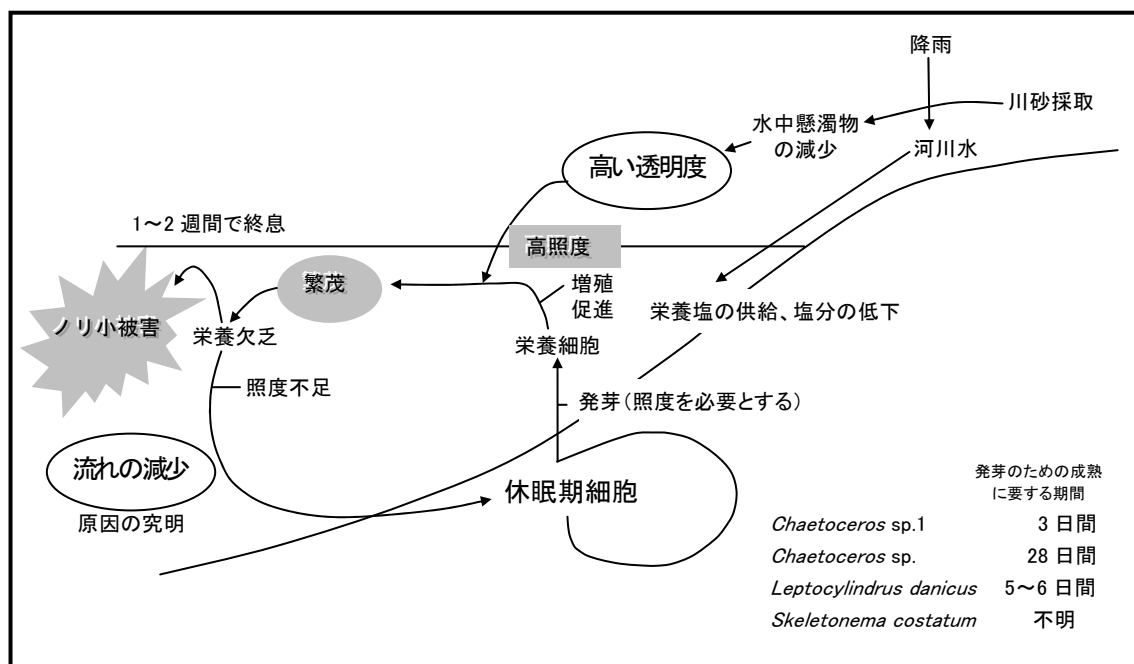 降雨
川砂採取
水中懸濁物
の減少
河川水
高い透明度
1～2 週間で終息
高照度
繁茂
増殖
促進
栄養塩の供給、塩分の低下
ノリ小被害
栄養欠乏
栄養細胞
照度不足
発芽（照度を必要とする）
流れの減少
原因の究明
休眠期細胞
発芽のための成熟
に要する期間
Chaetoceros sp.1 3 日間
Chaetoceros sp. 28 日間
Leptocylindrus danicus 5～6 日間
Skeletonema costatum 不明